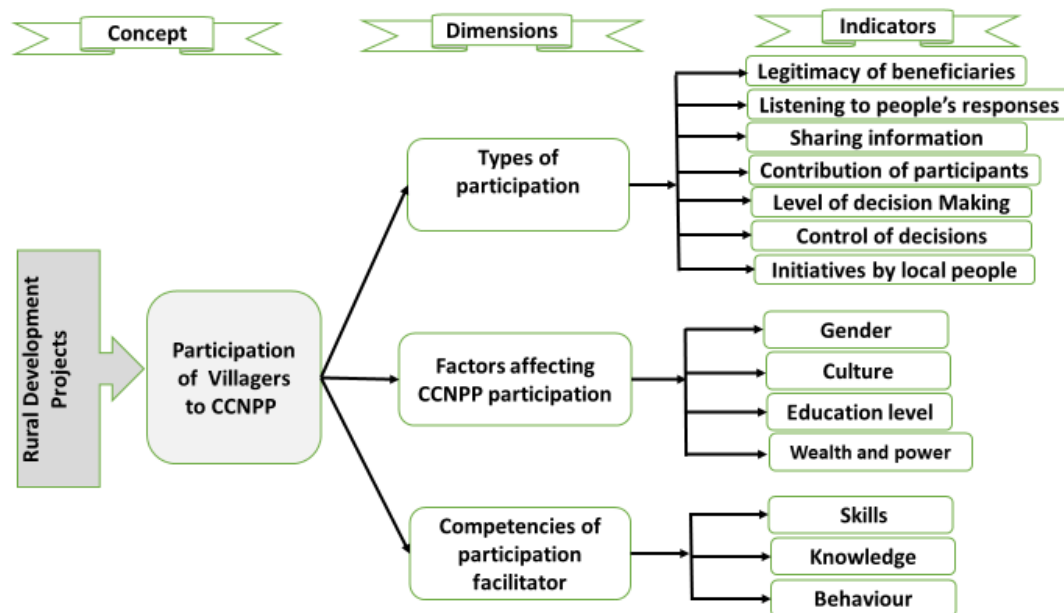 Concept
Dimensions
Indicators
Rural Development
Projects
Participation
of Villagers
to CCNPP
Types of
participation
Legitimacy of beneficiaries
Listening to people's responses
Sharing information
Contribution of participants
Level of decision Making
Control of decisions
Initiatives by local people
Factors affecting
CCNPP participation
Gender
Culture
Education level
Wealth and power
Competencies of
participation
facilitator
Skills
Knowledge
Behaviour